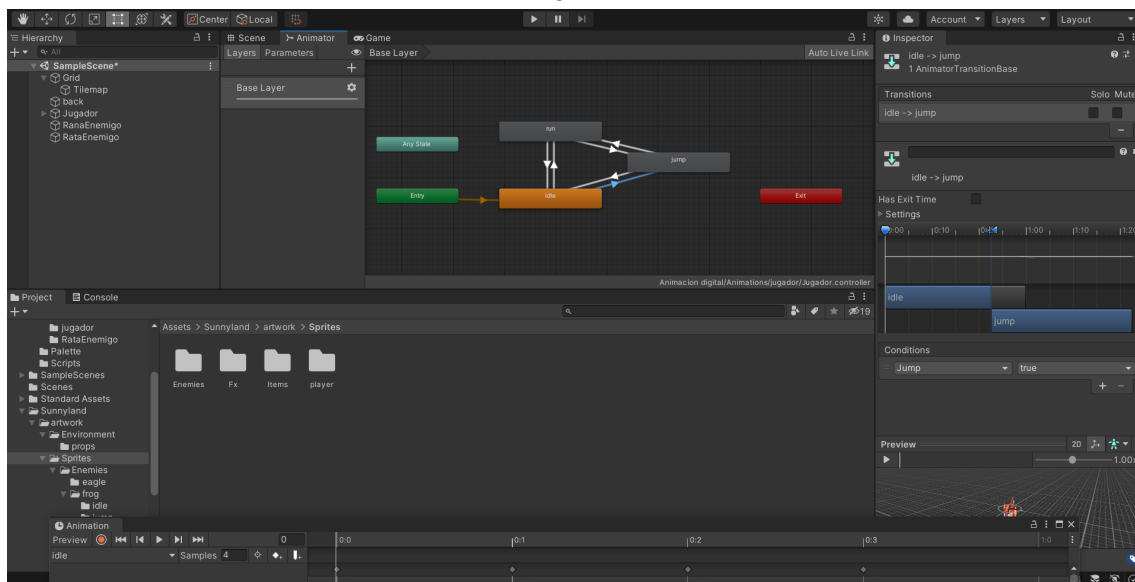 Center Local Account Layers Layout
Hierarchy Scene Animator Game Inspector
All Layers Parameters Base Layer Auto Live Link
SampleScene*
Grid
Tilemap
back
Jugador
RanaEnemigo
RataEnemigo
Base Layer
Any State
Entry
run
jump
idle
Exit
Animacion digital/Animations/jugador/Jugador.controller
idle -> jump
1 AnimatorTransitionBase
Transitions Solo Mute
idle -> jump
idle -> jump
Has Exit Time
Settings
0:10 1:00 1:10 1:20
idle
jump
Conditions
Jump true
Preview 2D
1.00x
Project Console
19
jugador
RataEnemigo
Palette
Scripts
SampleScenes
Scenes
Standard Assets
Sunnyland
artwork
Environment
props
Sprites
Enemies
eagle
frog
idle
Assets > Sunnyland > artwork > Sprites
Enemies Fx Items player
Animation
Preview 0 0:0 0:1 0:2 0:3 1:0
idle Samples 4